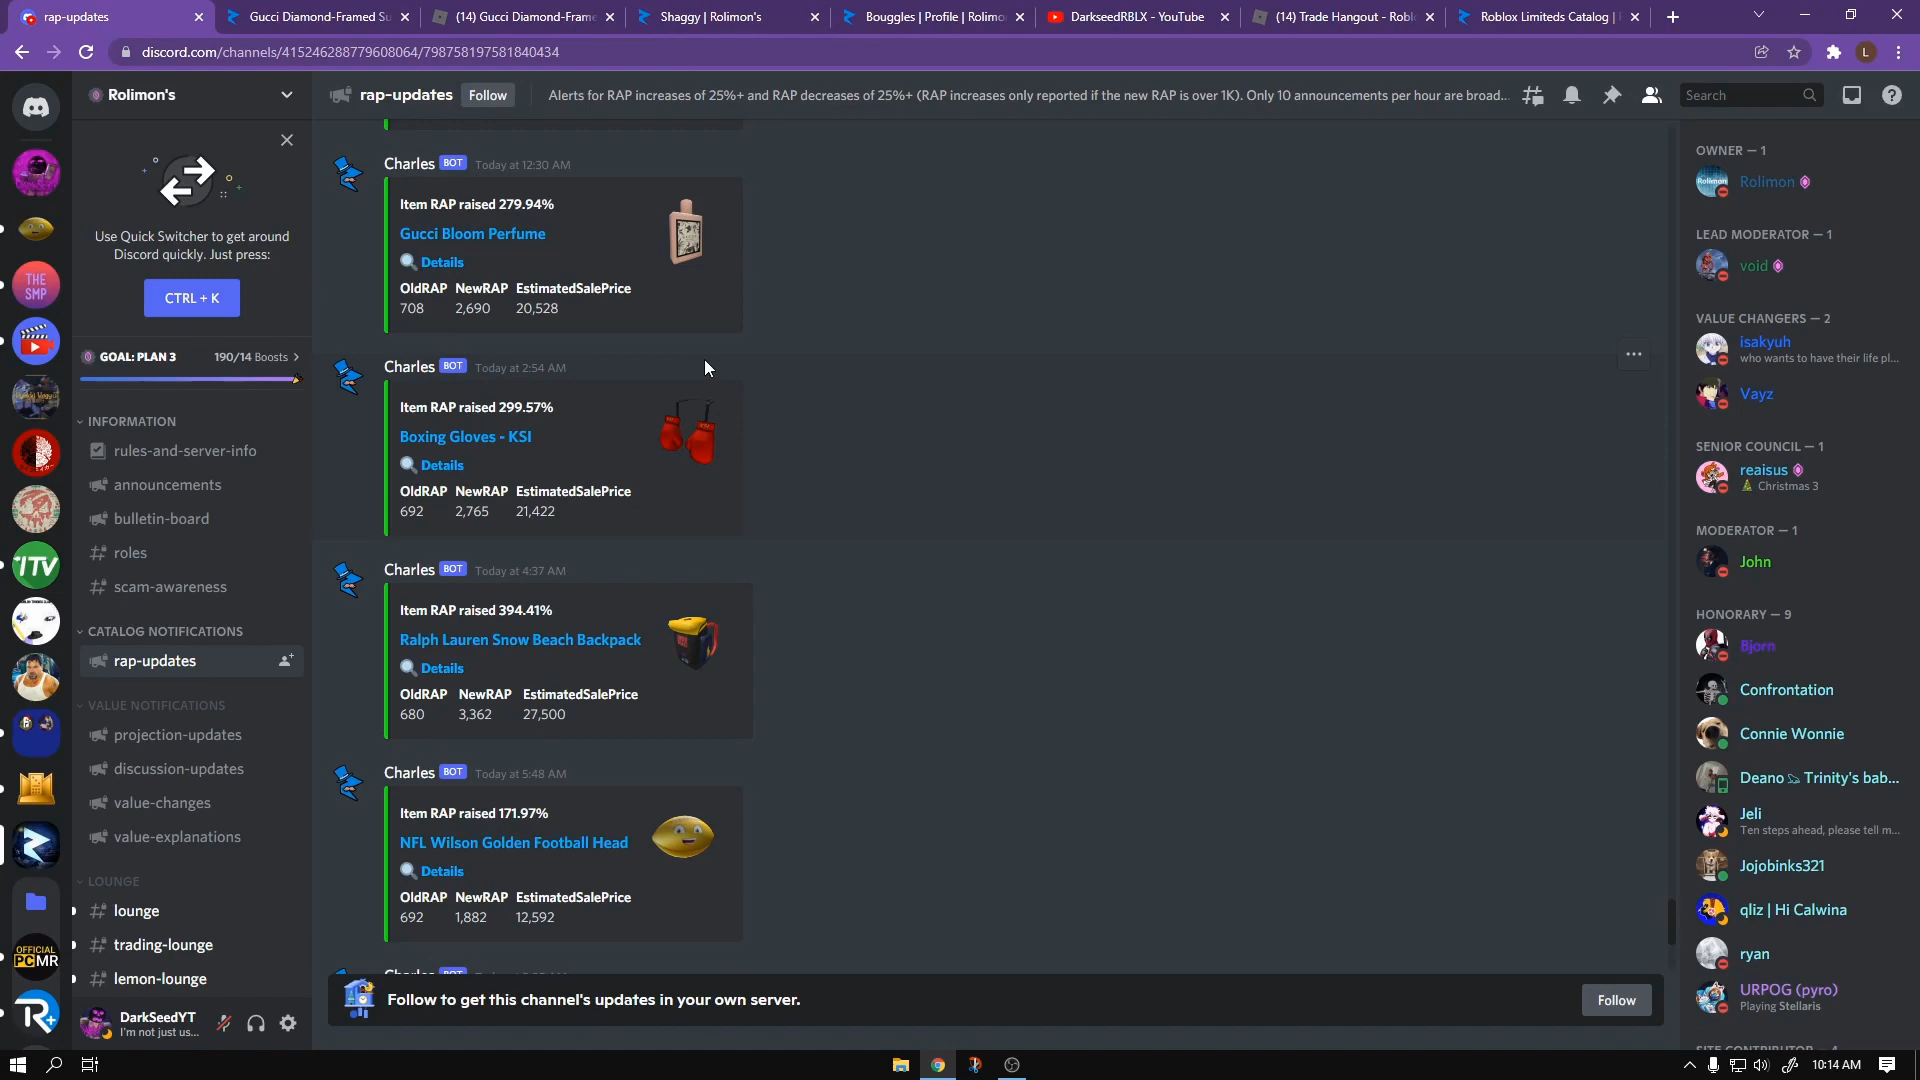 rap-updates
Gucci Diamond-Framed Su
(14) Gucci Diamond-Frame
Shaggy | Rolimon's
Bouggles | Profile | Rolimo
DarkseedRBLX - YouTube
(14) Trade Hangout - Robl
Roblox Limiteds Catalog |
discord.com/channels/415246288779608064/798758197581840434
L
Rolimon's
rap-updates
Follow
Alerts for RAP increases of 25%+ and RAP decreases of 25%+ (RAP increases only reported if the new RAP is over 1K). Only 10 announcements per hour are broad...
Search
Use Quick Switcher to get around
Discord quickly. Just press:
CTRL + K
GOAL: PLAN 3
190/14 Boosts >
INFORMATION
rules-and-server-info
announcements
bulletin-board
roles
scam-awareness
CATALOG NOTIFICATIONS
rap-updates
VALUE NOTIFICATIONS
projection-updates
discussion-updates
value-changes
value-explanations
LOUNGE
lounge
trading-lounge
lemon-lounge
DarkSeedYT
I'm not just us...
THE
SMP
ITV
OFFICIAL
PCMR
Charles BOT Today at 12:30 AM
Item RAP raised 279.94%
Gucci Bloom Perfume
Details
OldRAP NewRAP EstimatedSalePrice
708 2,690 20,528
Charles BOT Today at 2:54 AM
Item RAP raised 299.57%
Boxing Gloves - KSI
Details
OldRAP NewRAP EstimatedSalePrice
692 2,765 21,422
Charles BOT Today at 4:37 AM
Item RAP raised 394.41%
Ralph Lauren Snow Beach Backpack
Details
OldRAP NewRAP EstimatedSalePrice
680 3,362 27,500
Charles BOT Today at 5:48 AM
Item RAP raised 171.97%
NFL Wilson Golden Football Head
Details
OldRAP NewRAP EstimatedSalePrice
692 1,882 12,592
Follow to get this channel's updates in your own server.
Follow
OWNER — 1
Rolimon
LEAD MODERATOR — 1
void
VALUE CHANGERS — 2
isakyuh
who wants to have their life pl...
Vayz
SENIOR COUNCIL — 1
reaisus
Christmas 3
MODERATOR — 1
John
HONORARY — 9
Bjorn
Confrontation
Connie Wonnie
Deano Trinity's bab...
Jeli
Ten steps ahead, please tell m...
Jojobinks321
qliz | Hi Calwina
ryan
URPOG (pyro)
Playing Stellaris
10:14 AM